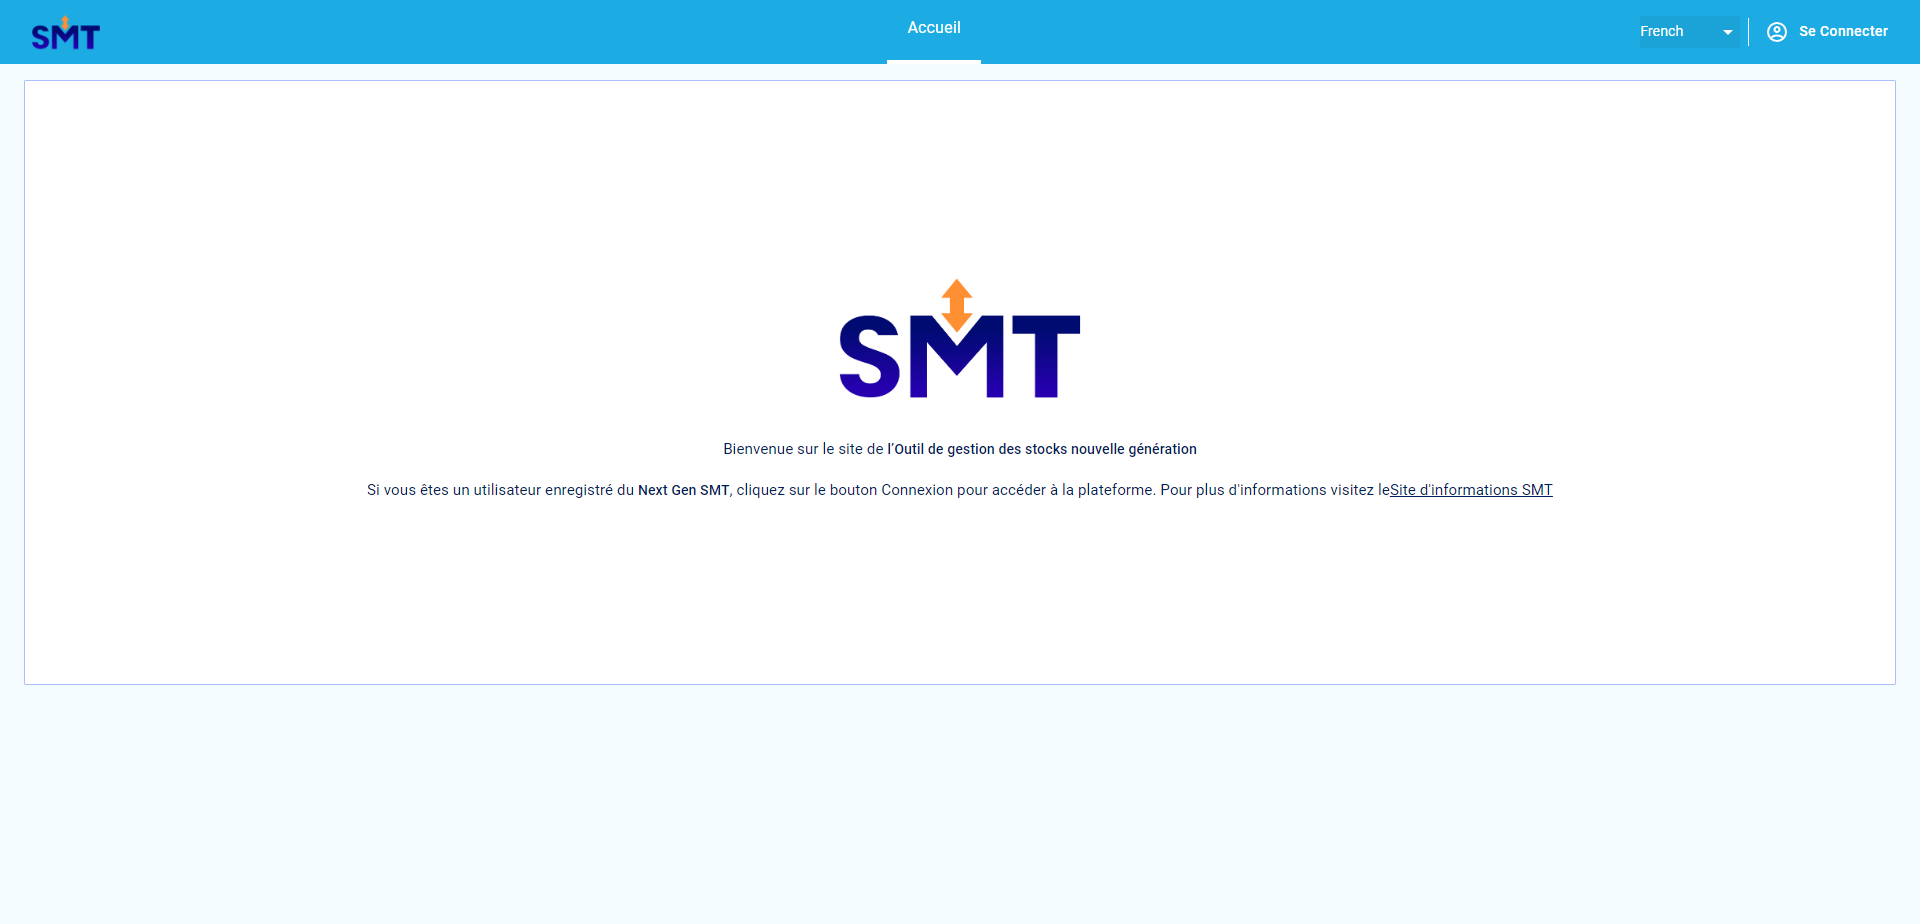 SMT
Accueil
French
Se Connecter
SMT
Bienvenue sur le site de l'Outil de gestion des stocks nouvelle génération
Si vous êtes un utilisateur enregistré du Next Gen SMT, cliquez sur le bouton Connexion pour accéder à la plateforme. Pour plus d'informations visitez leSite d'informations SMT